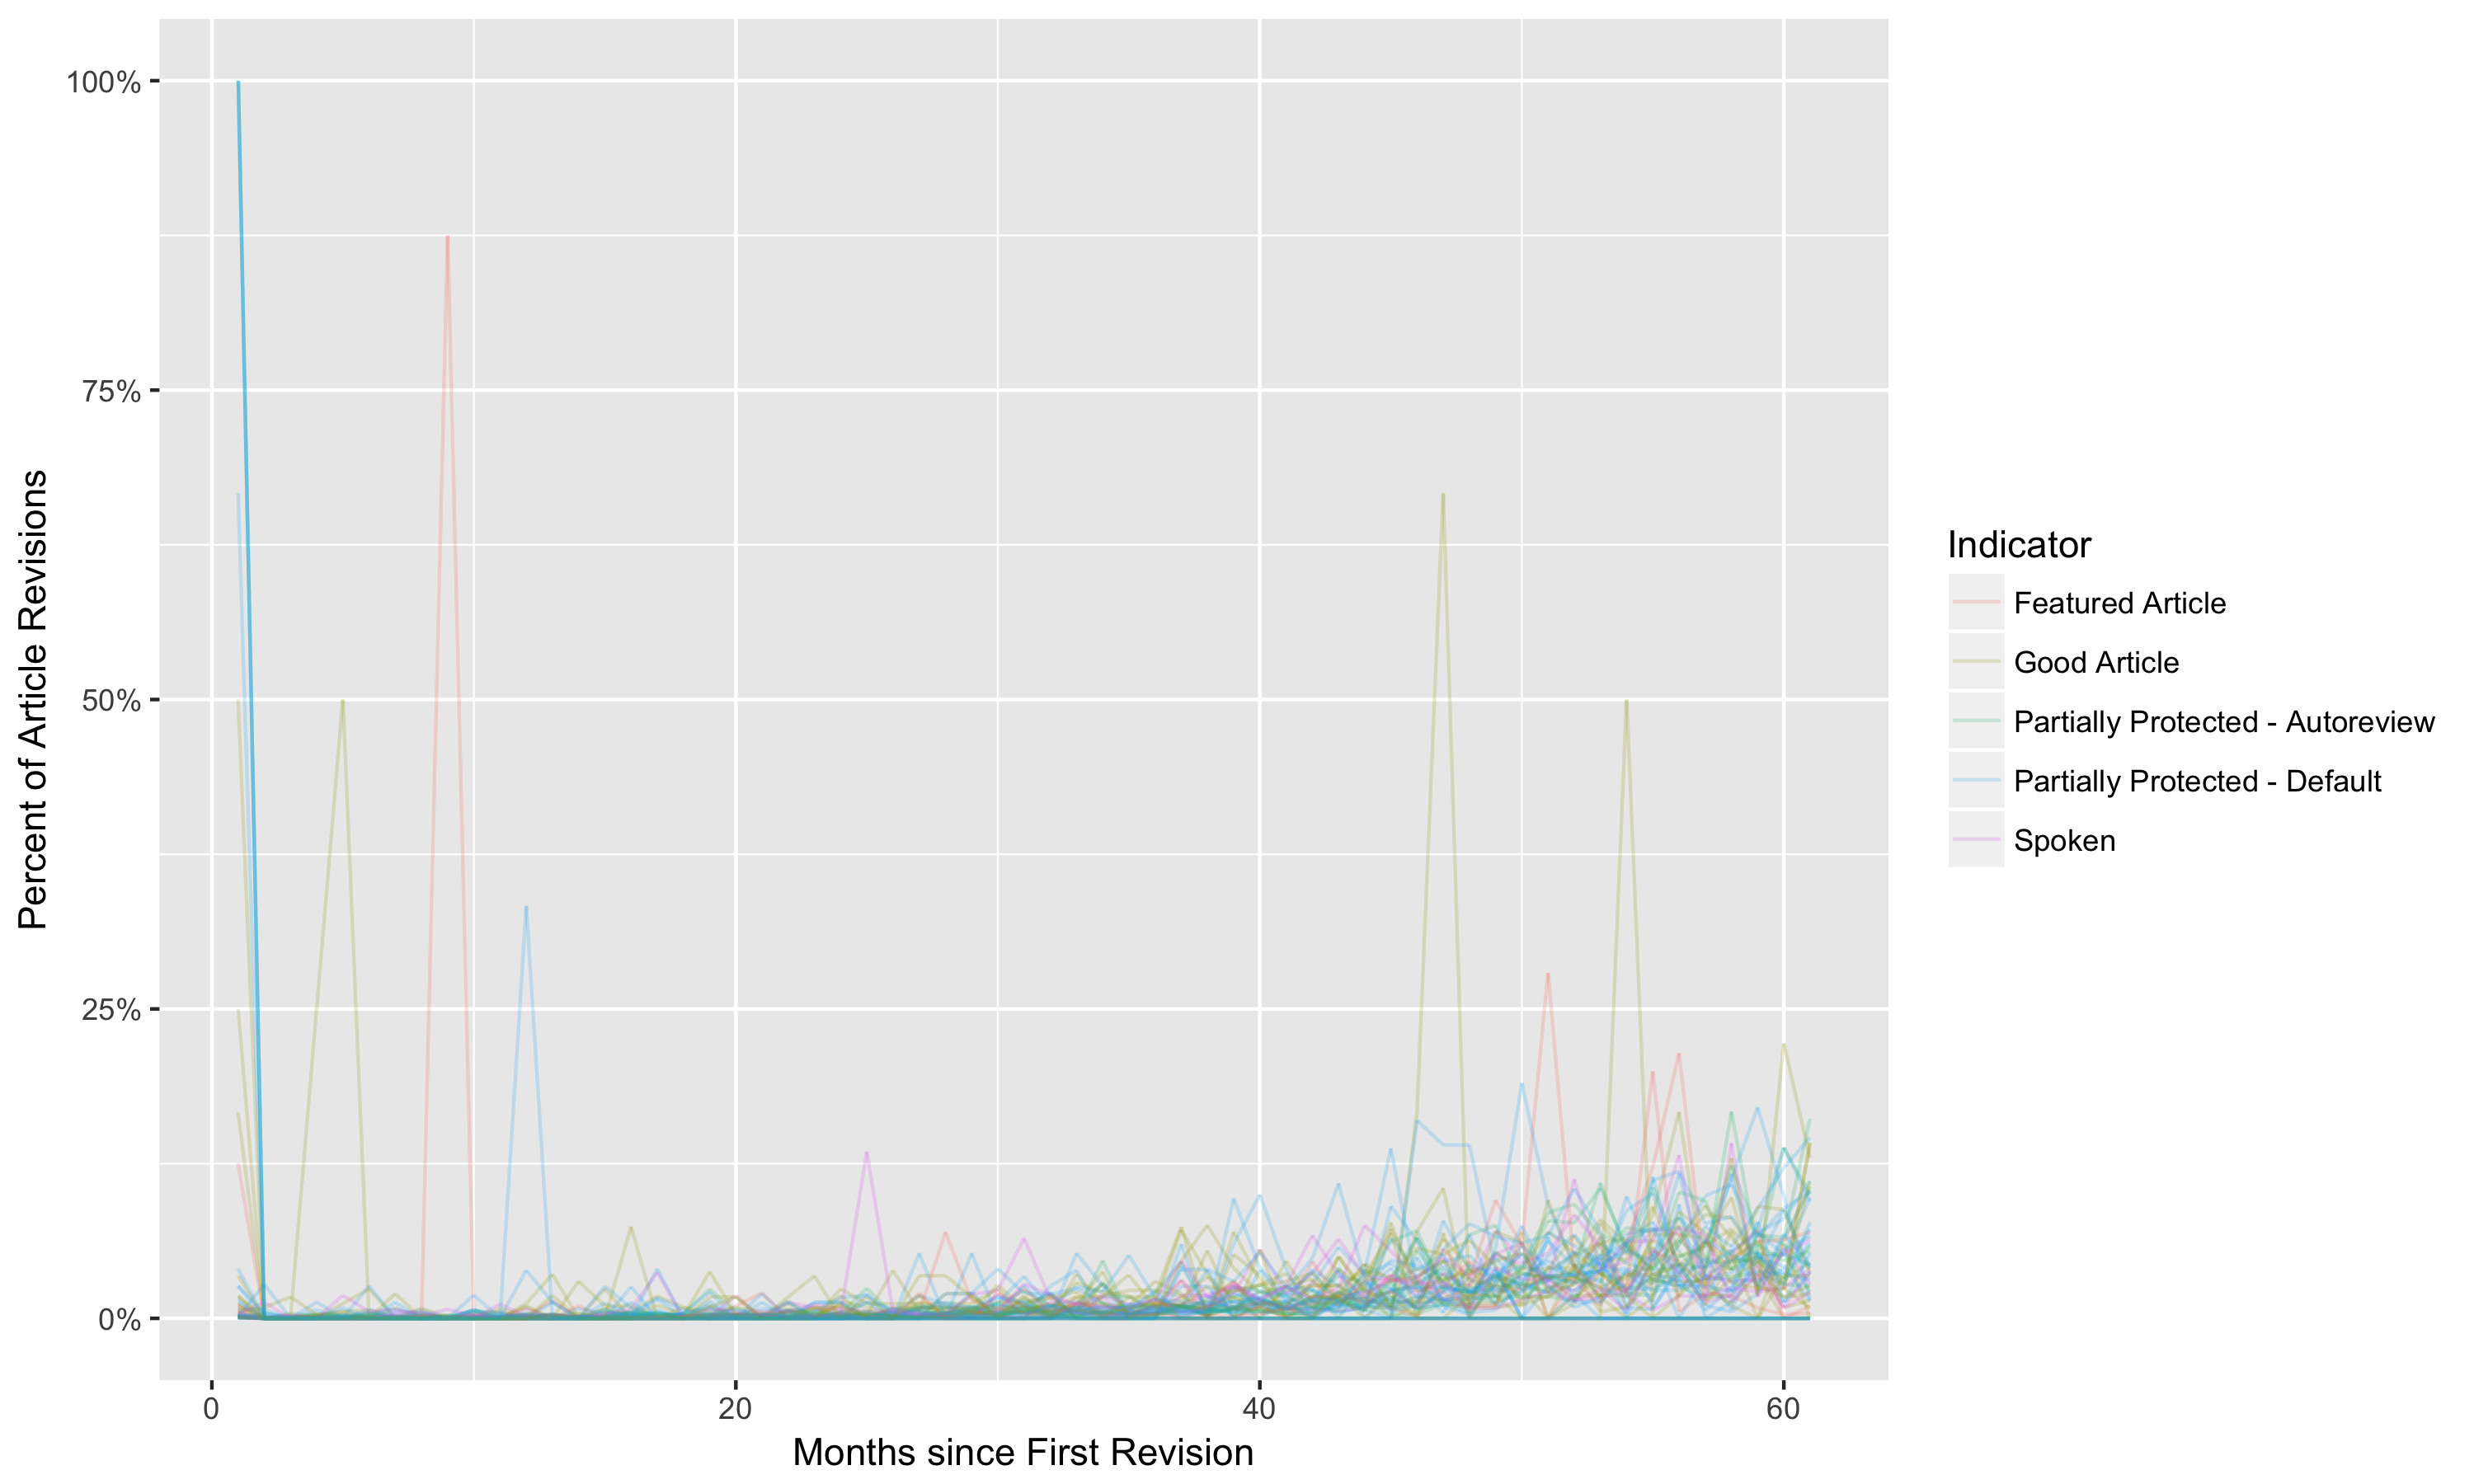 100%
75%
50%
25%
0%
0
20
40
60
Percent of Article Revisions
Months since First Revision
Indicator
Featured Article
Good Article
Partially Protected - Autoreview
Partially Protected - Default
Spoken